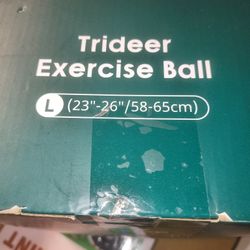 Trideer
Exercise Ball
L (23"-26"/58-65cm)